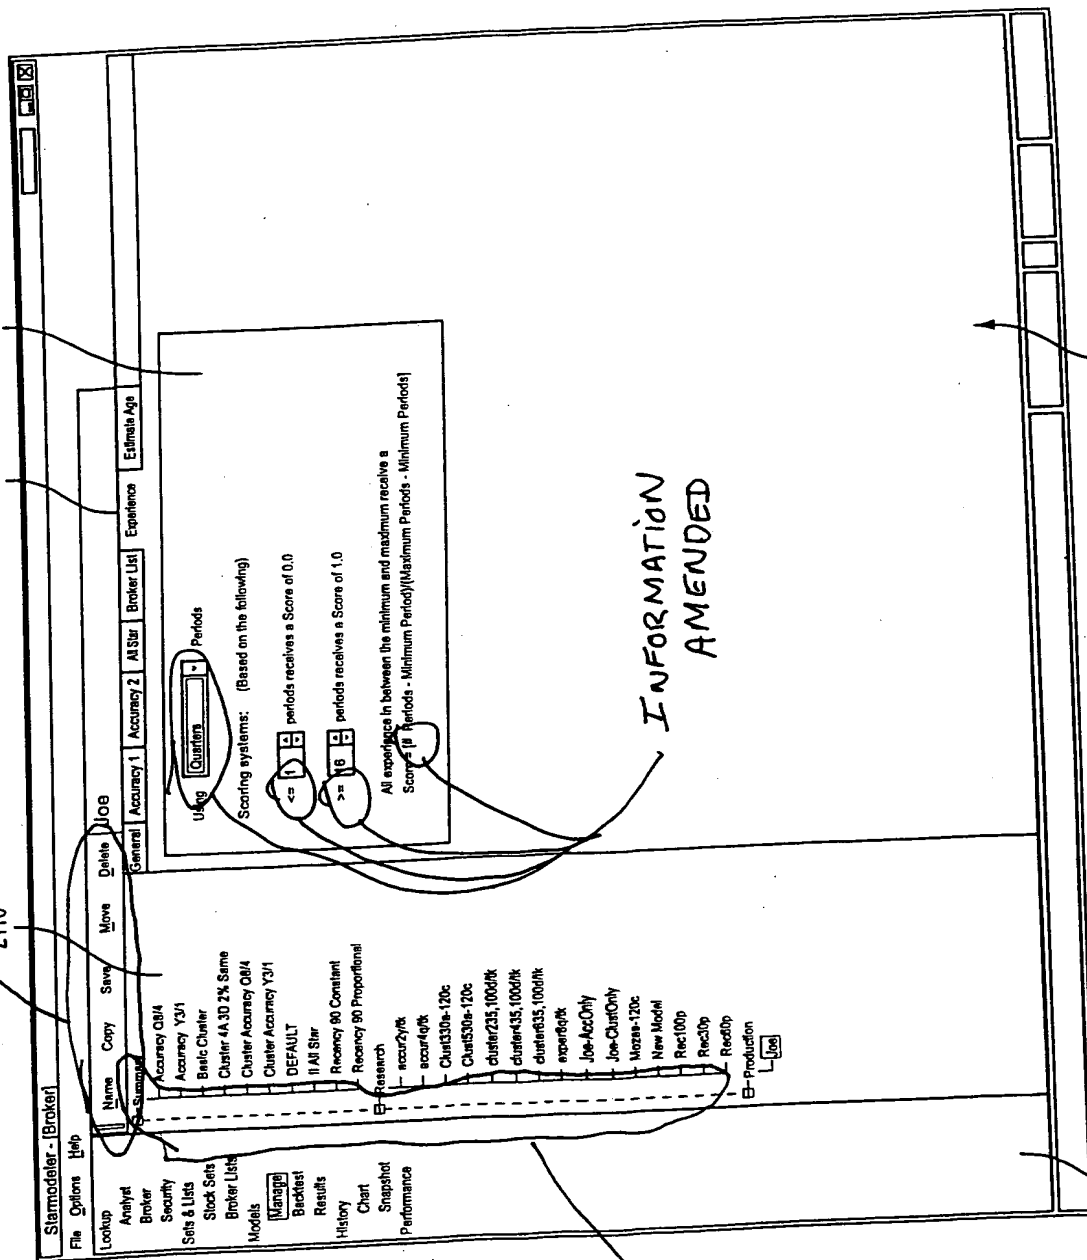 Starmodeler - [Broker]
File Options Help
Lookup
Analyst
Broker
Security
Sets & Lists
Stock Sets
Broker Lists
Models
Manage
Backtest
Results
History
Chart
Snapshot
Performance
Name Copy Save Move Delete Joe
Summary
Accuracy Q8/4
Accuracy Y3/1
Basic Cluster
Cluster 4A 3D 2% Same
Cluster Accuracy Q8/4
Cluster Accuracy Y3/1
DEFAULT
II All Star
Recency 90 Constant
Recency 90 Proportional
Research
accur2y/tk
accur4q/tk
Clust330s-120c
Clust530s-120c
cluster235,100d/tk
cluster435,100d/tk
cluster635,100d/tk
exper6q/tk
Joe-AccOnly
Joe-ClustOnly
Mozes-120c
New Model
Rec100p
Rec30p
Rec60p
Production
Joe
General Accuracy 1 Accuracy 2 All Star Broker List Experience Estimate Age
Using Quarters Periods
Scoring systems: (Based on the following)
<= 1 periods receives a Score of 0.0
>= 16 periods receives a Score of 1.0
All experience in between the minimum and maximum receive a
Score = [# Periods - Minimum Period)/(Maximum Periods - Minimum Periods]
INFORMATION
AMENDED